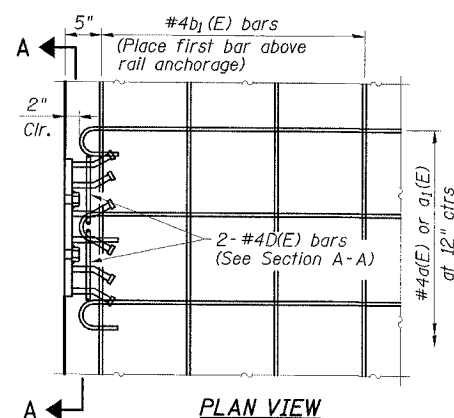 5"
#4b₁(E) bars
(Place first bar above
rail anchorage)
A
2"
Clr.
2-#4D(E) bars
(See Section A-A)
#4a(E) or a₁(E)
at 12" ctrs
A
PLAN VIEW